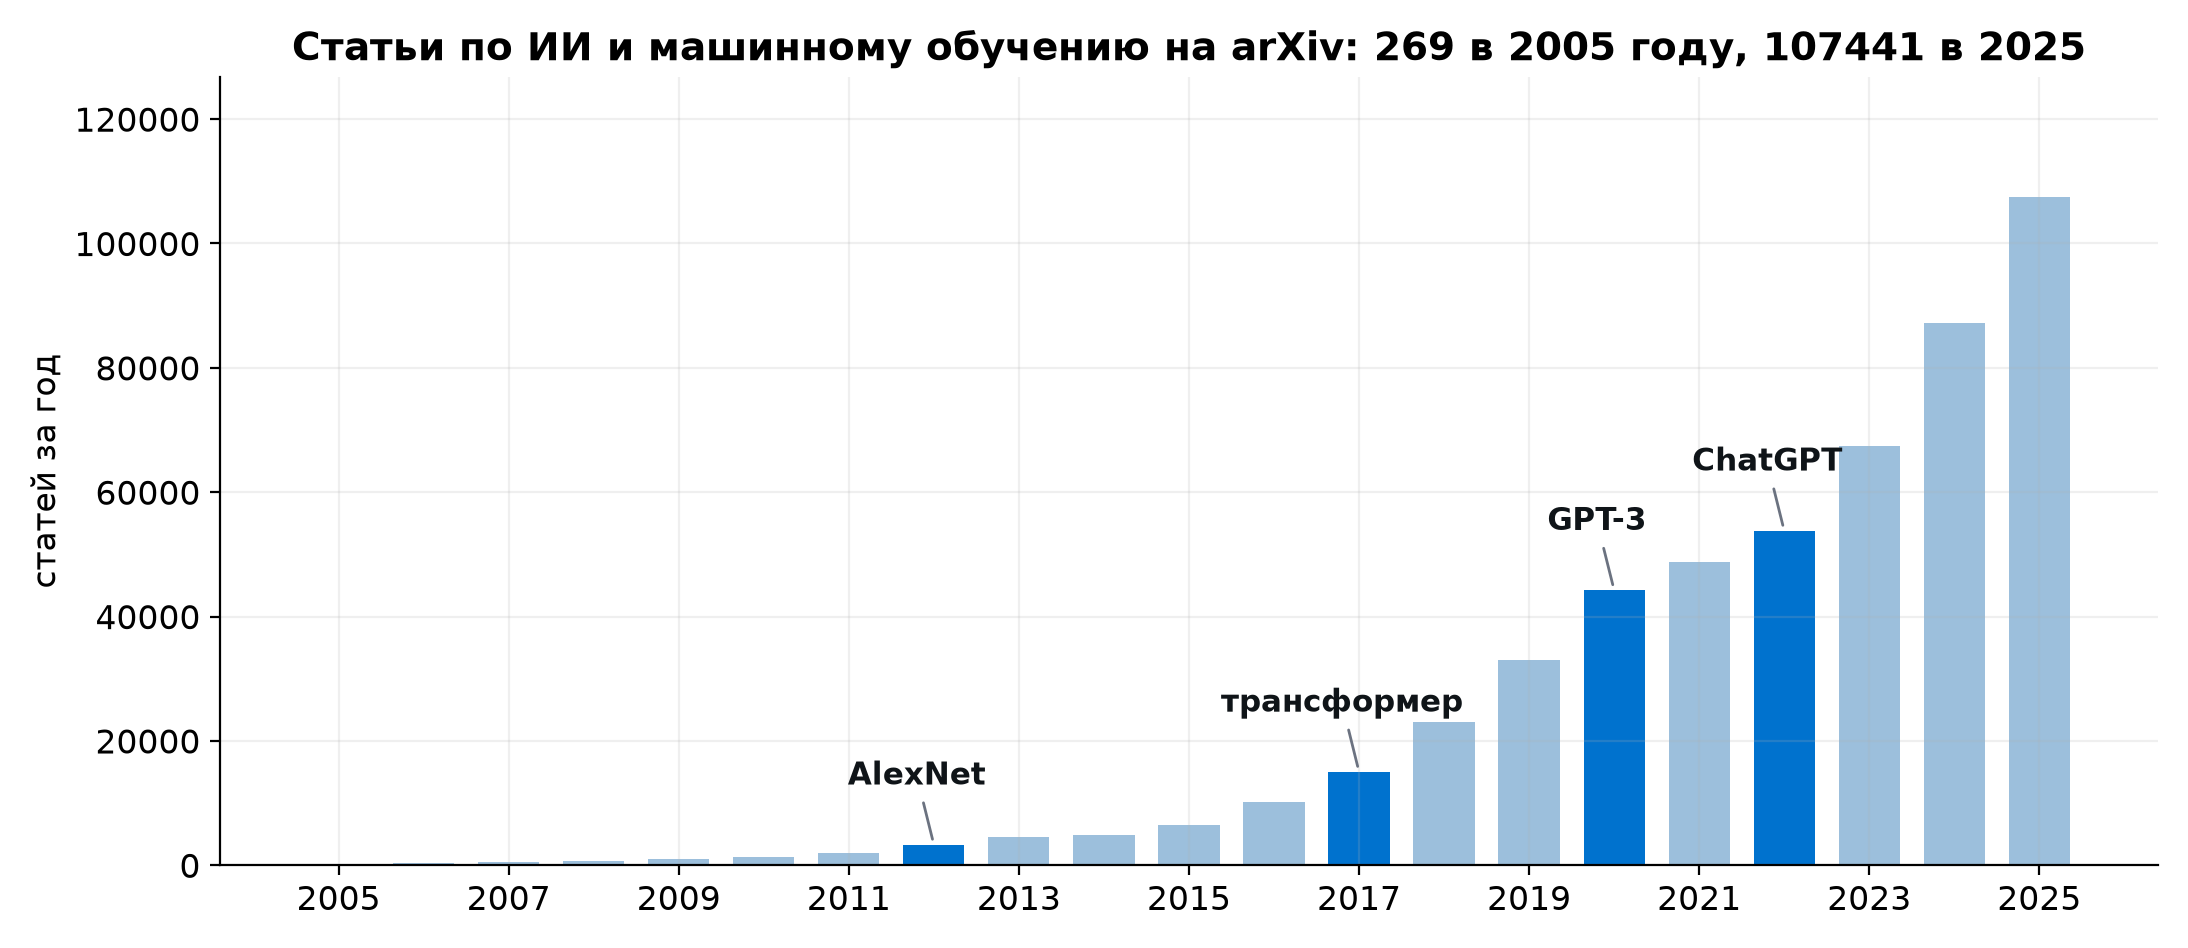 Статьи по ИИ и машинному обучению на arXiv: 269 в 2005 году, 107441 в 2025
120000
100000
80000
60000
40000
20000
0
статей за год
ChatGPT
GPT-3
трансформер
AlexNet
2005 2007 2009 2011 2013 2015 2017 2019 2021 2023 2025